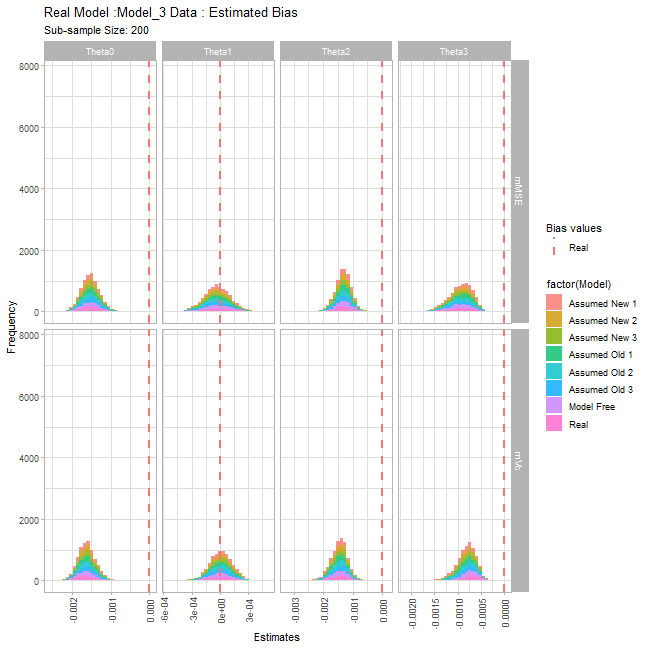 Real Model :Model_3 Data : Estimated Bias
Sub-sample Size: 200
Theta0
Theta1
Theta2
Theta3
8000
6000
4000
2000
0
mMSE
8000
6000
4000
2000
0
mVc
Frequency
-0.002
-0.001
0.000
-6e-04
-3e-04
0e+00
3e-04
-0.003
-0.002
-0.001
0.000
-0.0020
-0.0015
-0.0010
-0.0005
0.0000
Estimates
Bias values
Real
factor(Model)
Assumed New 1
Assumed New 2
Assumed New 3
Assumed Old 1
Assumed Old 2
Assumed Old 3
Model Free
Real